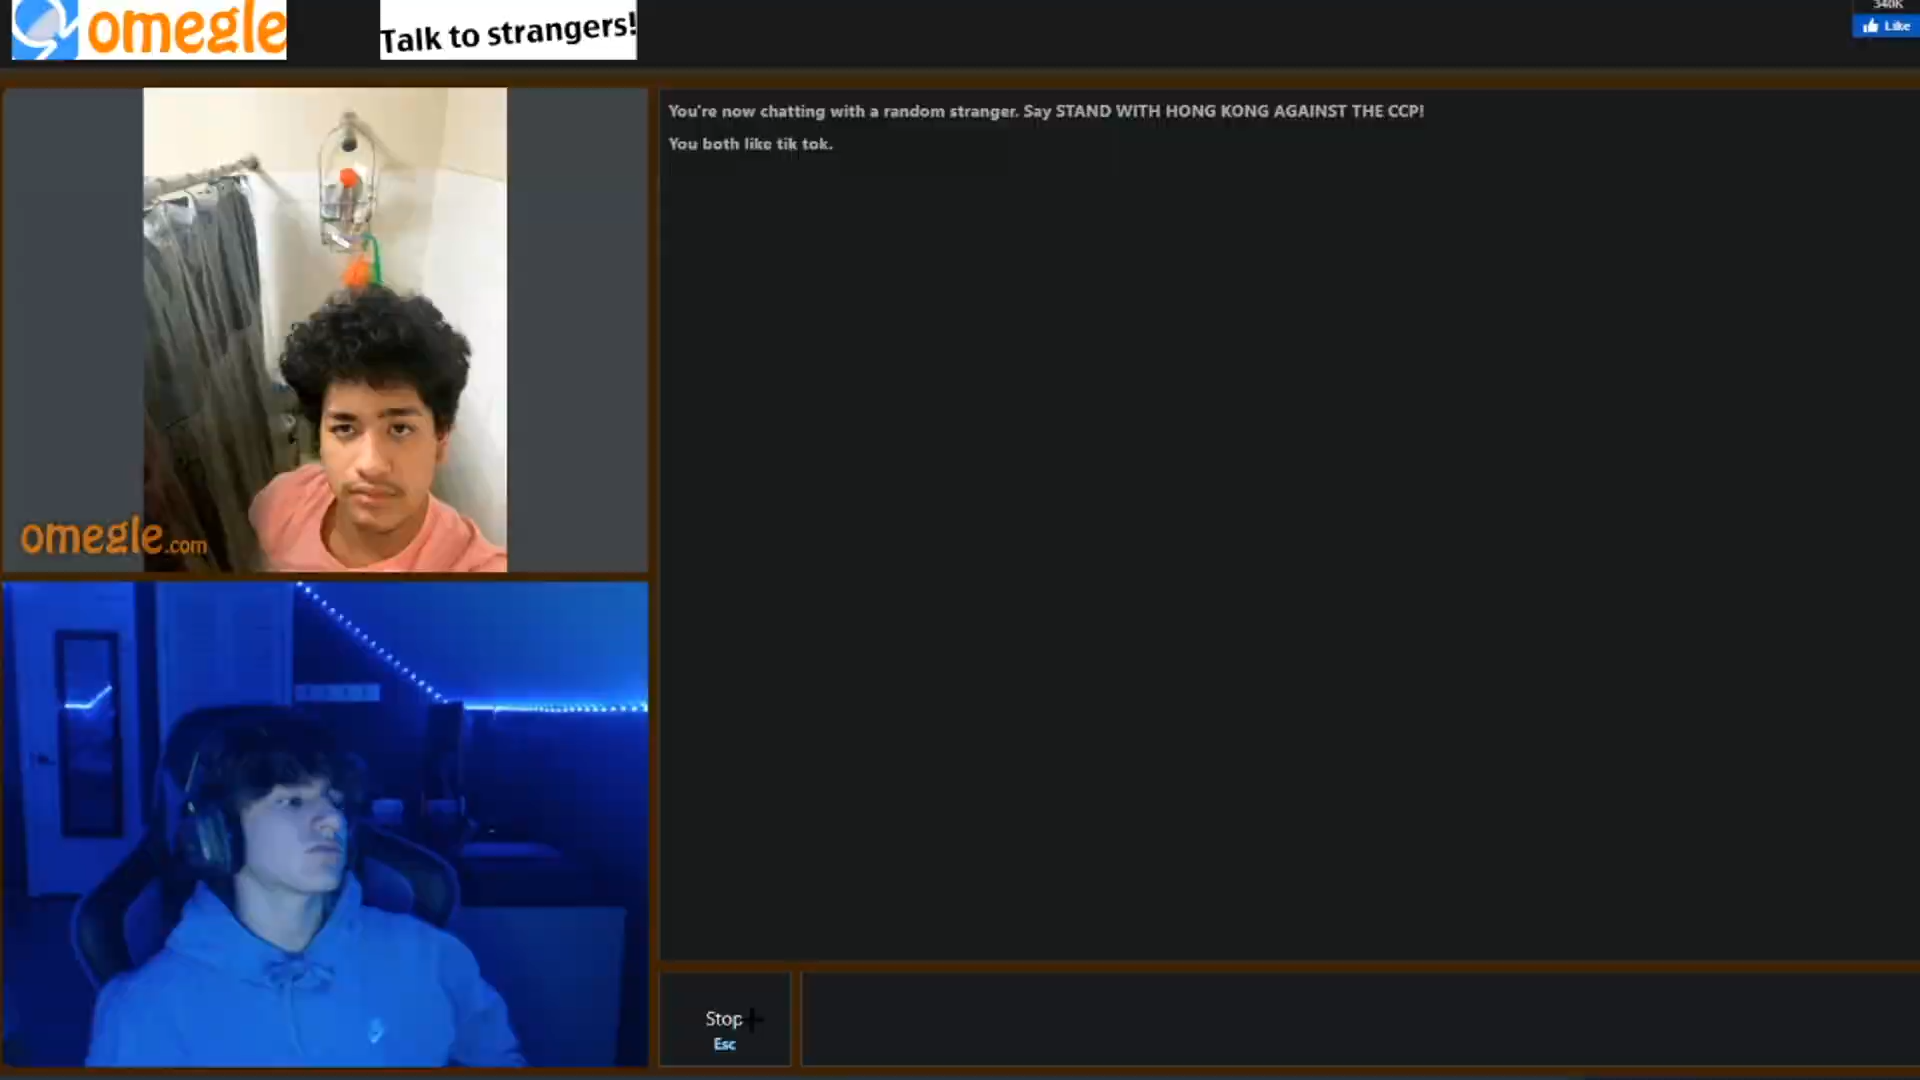 omegle
Talk to strangers!
340K
Like
You're now chatting with a random stranger. Say STAND WITH HONG KONG AGAINST THE CCP!
You both like tik tok.
omegle.com
Stop
Esc